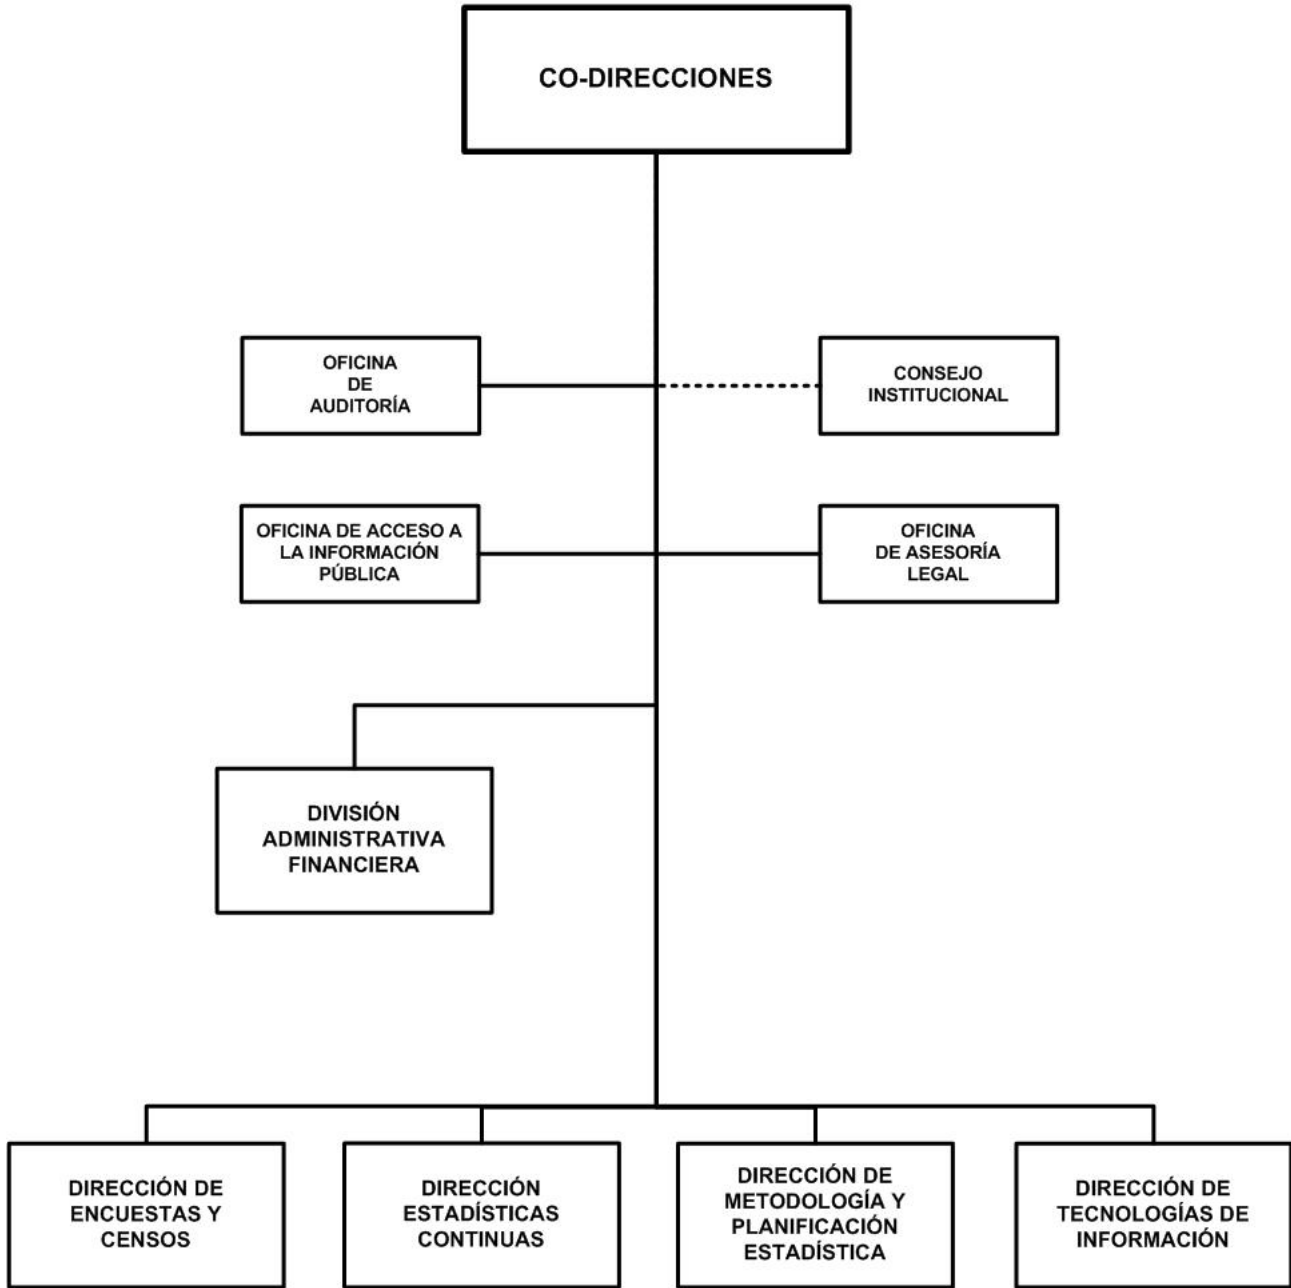 CO-DIRECCIONES
OFICINA
DE
AUDITORÍA
CONSEJO
INSTITUCIONAL
OFICINA DE ACCESO A
LA INFORMACIÓN
PÚBLICA
OFICINA
DE ASESORÍA
LEGAL
DIVISIÓN
ADMINISTRATIVA
FINANCIERA
DIRECCIÓN DE
ENCUESTAS Y
CENSOS
DIRECCIÓN
ESTADÍSTICAS
CONTINUAS
DIRECCIÓN DE
METODOLOGÍA Y
PLANIFICACIÓN
ESTADÍSTICA
DIRECCIÓN DE
TECNOLOGÍAS DE
INFORMACIÓN